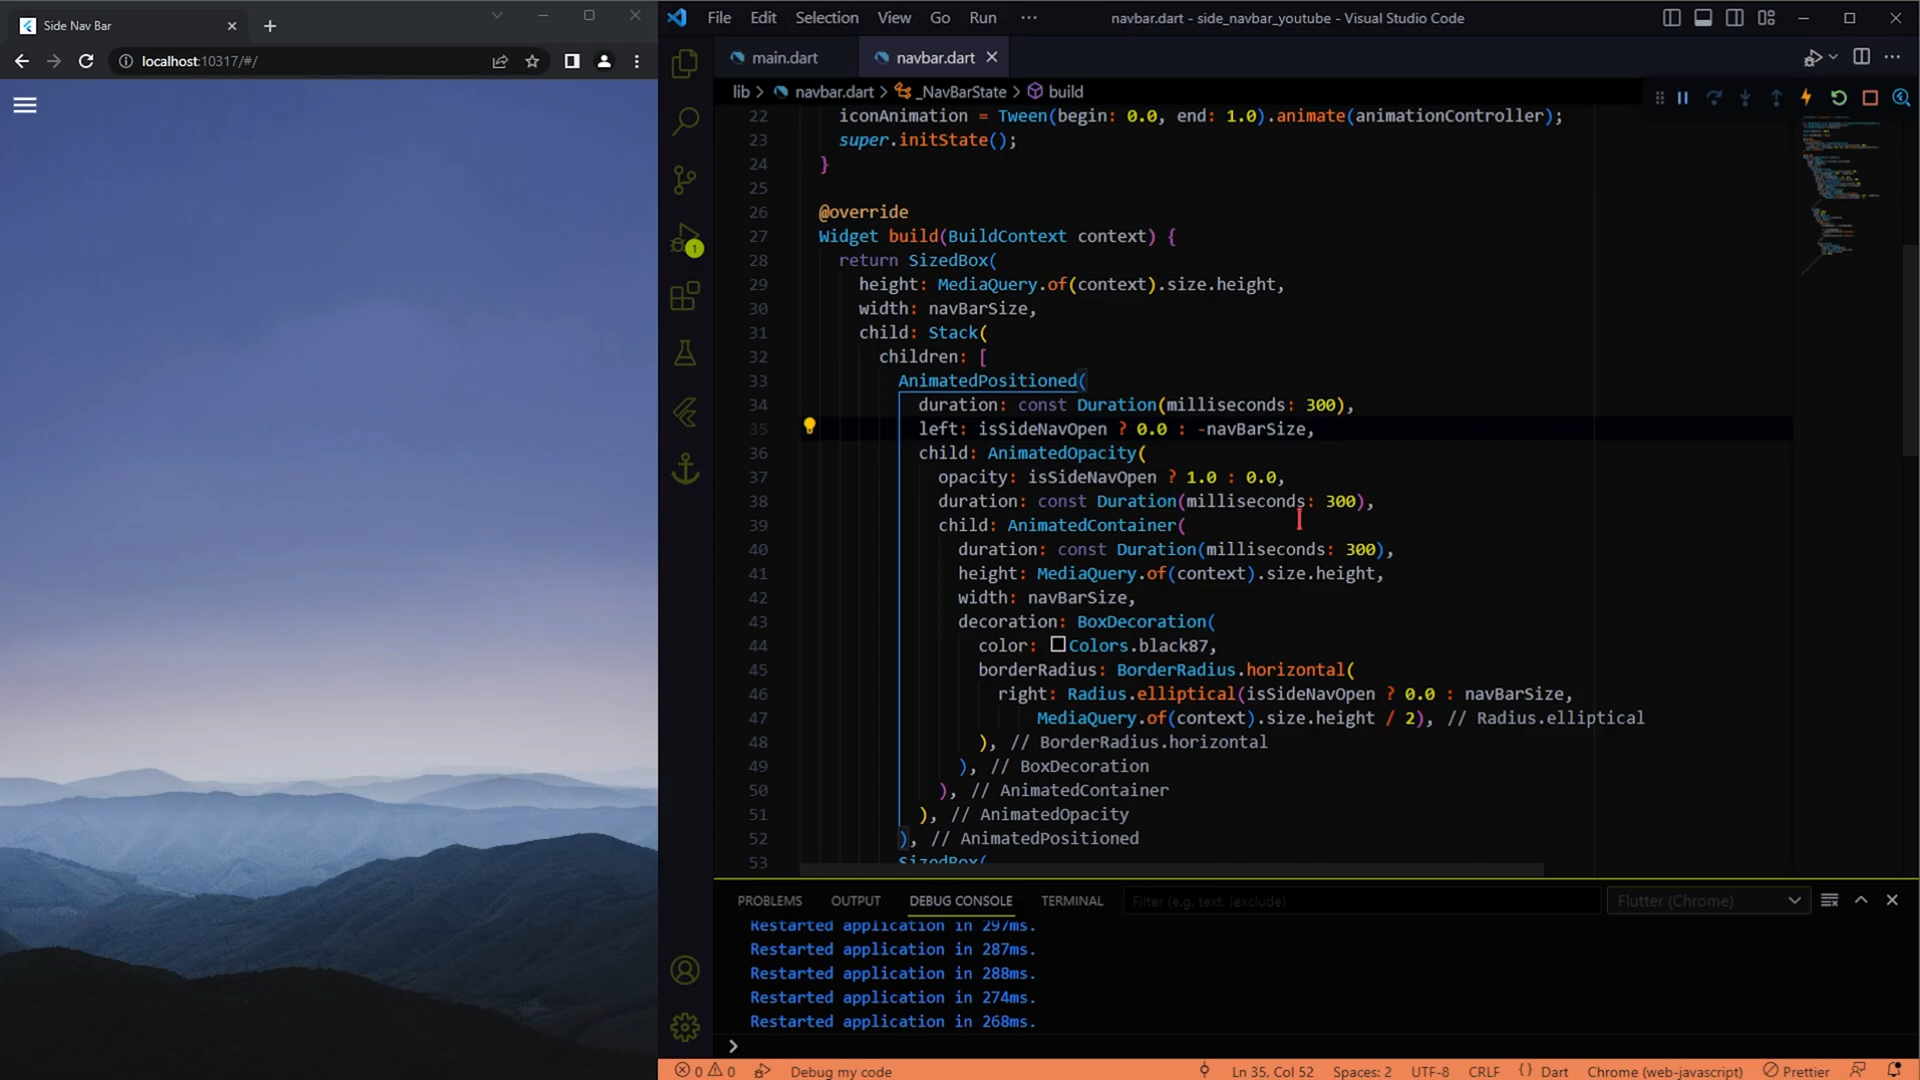 Side Nav Bar
localhost:10317/#/
File Edit Selection View Go Run ···
navbar.dart - side_navbar_youtube - Visual Studio Code
main.dart
navbar.dart
lib > navbar.dart > _NavBarState > build
1
22 iconAnimation = Tween(begin: 0.0, end: 1.0).animate(animationController);
23 super.initState();
24 }
25
26 @override
27 Widget build(BuildContext context) {
28 return SizedBox(
29 height: MediaQuery.of(context).size.height,
30 width: navBarSize,
31 child: Stack(
32 children: [
33 AnimatedPositioned(
34 duration: const Duration(milliseconds: 300),
35 left: isSideNavOpen ? 0.0 : -navBarSize,
36 child: AnimatedOpacity(
37 opacity: isSideNavOpen ? 1.0 : 0.0,
38 duration: const Duration(milliseconds: 300),
39 child: AnimatedContainer(
40 duration: const Duration(milliseconds: 300),
41 height: MediaQuery.of(context).size.height,
42 width: navBarSize,
43 decoration: BoxDecoration(
44 color: Colors.black87,
45 borderRadius: BorderRadius.horizontal(
46 right: Radius.elliptical(isSideNavOpen ? 0.0 : navBarSize,
47 MediaQuery.of(context).size.height / 2), // Radius.elliptical
48 ), // BorderRadius.horizontal
49 ), // BoxDecoration
50 ), // AnimatedContainer
51 ), // AnimatedOpacity
52 ), // AnimatedPositioned
53 SizedBox(
PROBLEMS OUTPUT DEBUG CONSOLE TERMINAL
Filter (e.g. text, !exclude)
Flutter (Chrome)
Restarted application in 297ms.
Restarted application in 287ms.
Restarted application in 288ms.
Restarted application in 274ms.
Restarted application in 268ms.
>
0 0 Debug my code
Ln 35, Col 52 Spaces: 2 UTF-8 CRLF {} Dart Chrome (web-javascript) Prettier